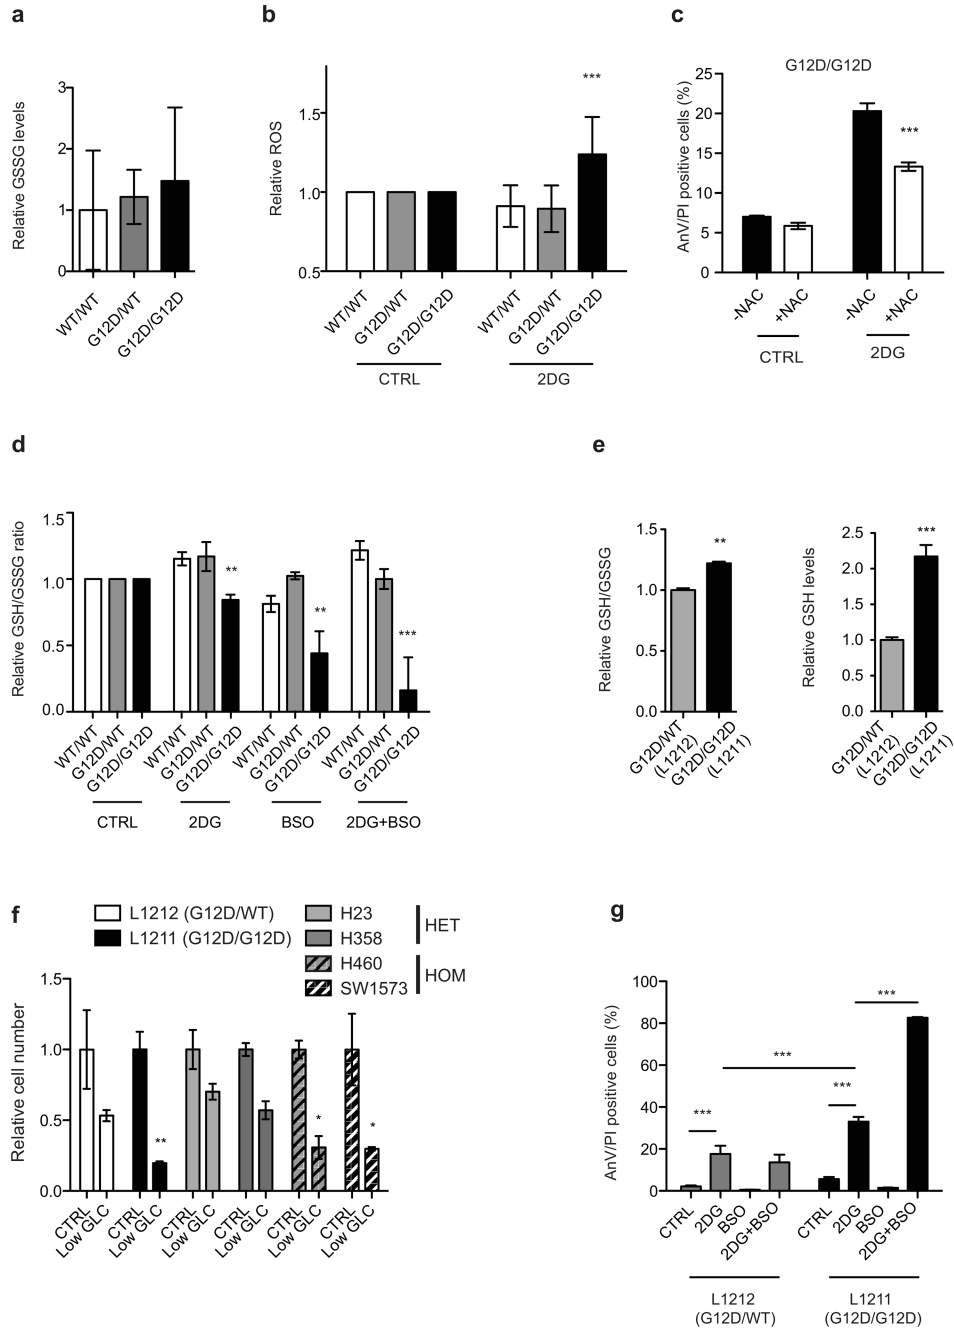 a
Relative GSSG levels
3
2
1
0
WT/WT
G12D/WT
G12D/G12D
b
Relative ROS
1.5
1.0
0.5
***
WT/WT
G12D/WT
G12D/G12D
WT/WT
G12D/WT
G12D/G12D
CTRL
2DG
c
G12D/G12D
AnV/PI positive cells (%)
25
20
15
10
5
0
***
-NAC
+NAC
-NAC
+NAC
CTRL
2DG
d
Relative GSH/GSSG ratio
1.5
1.0
0.5
0.0
**
**
***
WT/WT
G12D/WT
G12D/G12D
WT/WT
G12D/WT
G12D/G12D
WT/WT
G12D/WT
G12D/G12D
WT/WT
G12D/WT
G12D/G12D
CTRL
2DG
BSO
2DG+BSO
e
Relative GSH/GSSG
1.5
1.0
0.5
0.0
**
G12D/WT
(L1212)
G12D/G12D
(L1211)
Relative GSH levels
2.5
2.0
1.5
1.0
0.5
0.0
***
G12D/WT
(L1212)
G12D/G12D
(L1211)
f
L1212 (G12D/WT)
L1211 (G12D/G12D)
H23
H358
HET
H460
SW1573
HOM
Relative cell number
1.5
1.0
0.5
0.0
**
*
*
CTRL
Low GLC
CTRL
Low GLC
CTRL
Low GLC
CTRL
Low GLC
CTRL
Low GLC
CTRL
Low GLC
g
AnV/PI positive cells (%)
100
80
60
40
20
0
***
***
***
***
CTRL
2DG
BSO
2DG+BSO
CTRL
2DG
BSO
2DG+BSO
L1212
(G12D/WT)
L1211
(G12D/G12D)